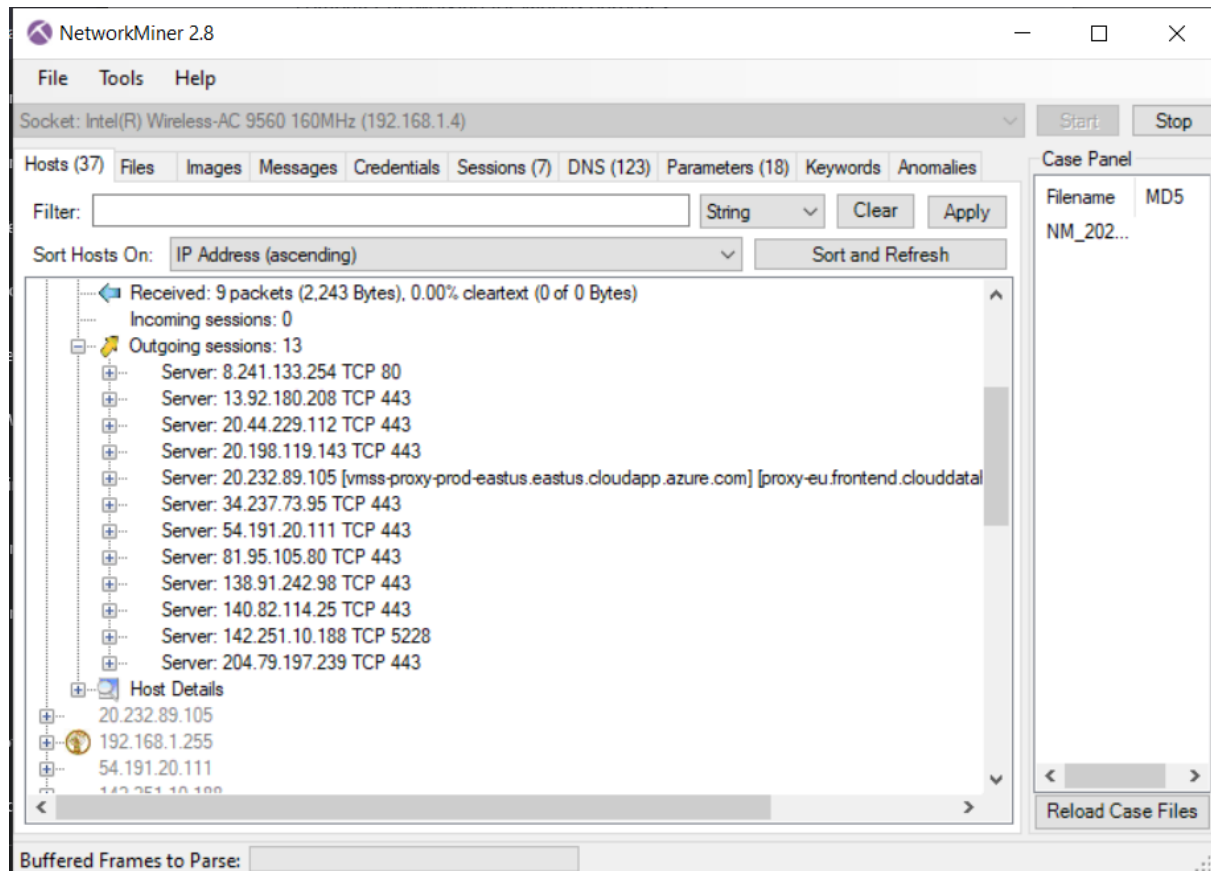 NetworkMiner 2.8
File Tools Help
Socket: Intel(R) Wireless-AC 9560 160MHz (192.168.1.4)
Start Stop
Hosts (37) Files Images Messages Credentials Sessions (7) DNS (123) Parameters (18) Keywords Anomalies
Case Panel
Filter: String Clear Apply
Filename MD5
NM_202...
Sort Hosts On: IP Address (ascending) Sort and Refresh
Received: 9 packets (2,243 Bytes), 0.00% cleartext (0 of 0 Bytes)
Incoming sessions: 0
Outgoing sessions: 13
Server: 8.241.133.254 TCP 80
Server: 13.92.180.208 TCP 443
Server: 20.44.229.112 TCP 443
Server: 20.198.119.143 TCP 443
Server: 20.232.89.105 [vmss-proxy-prod-eastus.eastus.cloudapp.azure.com] [proxy-eu.frontend.clouddatal
Server: 34.237.73.95 TCP 443
Server: 54.191.20.111 TCP 443
Server: 81.95.105.80 TCP 443
Server: 138.91.242.98 TCP 443
Server: 140.82.114.25 TCP 443
Server: 142.251.10.188 TCP 5228
Server: 204.79.197.239 TCP 443
Host Details
20.232.89.105
192.168.1.255
54.191.20.111
142.251.10.188
Reload Case Files
Buffered Frames to Parse: